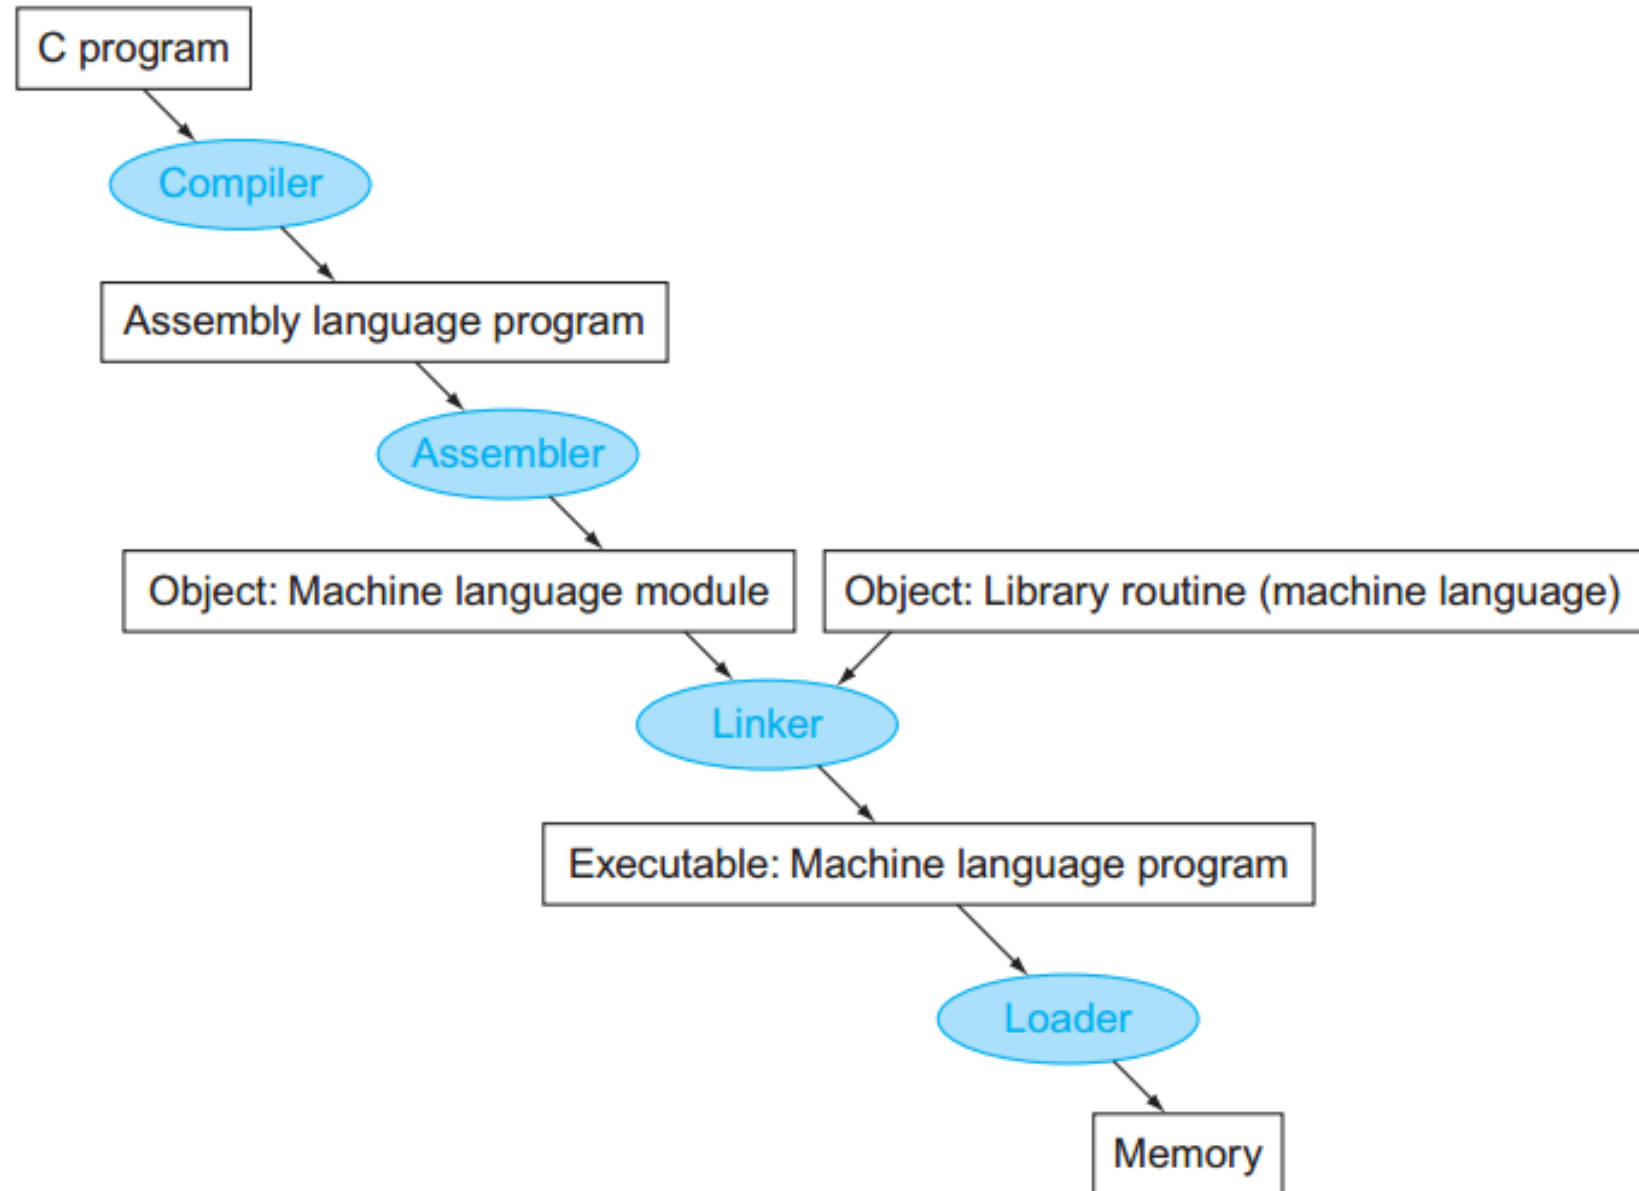 C program
Compiler
Assembly language program
Assembler
Object: Machine language module
Object: Library routine (machine language)
Linker
Executable: Machine language program
Loader
Memory